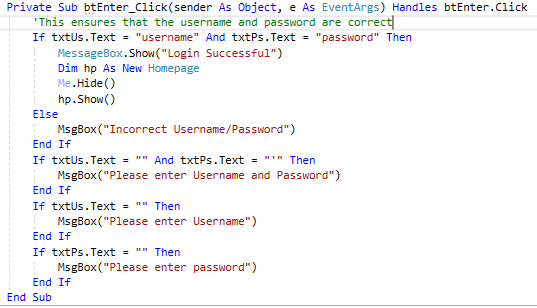 Private Sub btEnter_Click(sender As Object, e As EventArgs) Handles btEnter.Click
'This ensures that the username and password are correct
If txtUs.Text = "username" And txtPs.Text = "password" Then
MessageBox.Show("Login Successful")
Dim hp As New Homepage
Me.Hide()
hp.Show()
Else
MsgBox("Incorrect Username/Password")
End If
If txtUs.Text = "" And txtPs.Text = "'" Then
MsgBox("Please enter Username and Password")
End If
If txtUs.Text = "" Then
MsgBox("Please enter Username")
End If
If txtPs.Text = "" Then
MsgBox("Please enter password")
End If
End Sub